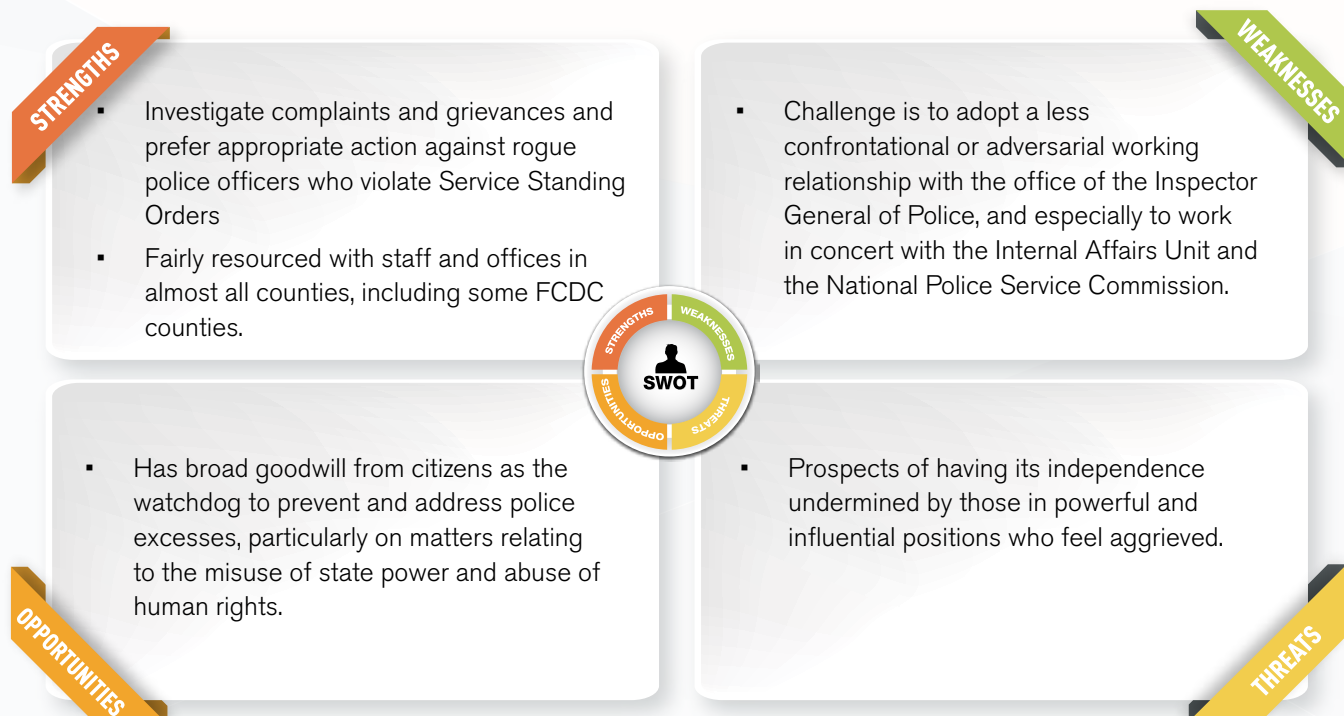 STRENGTHS
▪ Investigate complaints and grievances and
prefer appropriate action against rogue
police officers who violate Service Standing
Orders
▪ Fairly resourced with staff and offices in
almost all counties, including some FCDC
counties.
WEAKNESSES
▪ Challenge is to adopt a less
confrontational or adversarial working
relationship with the office of the Inspector
General of Police, and especially to work
in concert with the Internal Affairs Unit and
the National Police Service Commission.
STRENGTHS
WEAKNESSES
SWOT
OPPORTUNITIES
THREATS
▪ Has broad goodwill from citizens as the
watchdog to prevent and address police
excesses, particularly on matters relating
to the misuse of state power and abuse of
human rights.
OPPORTUNITIES
▪ Prospects of having its independence
undermined by those in powerful and
influential positions who feel aggrieved.
THREATS